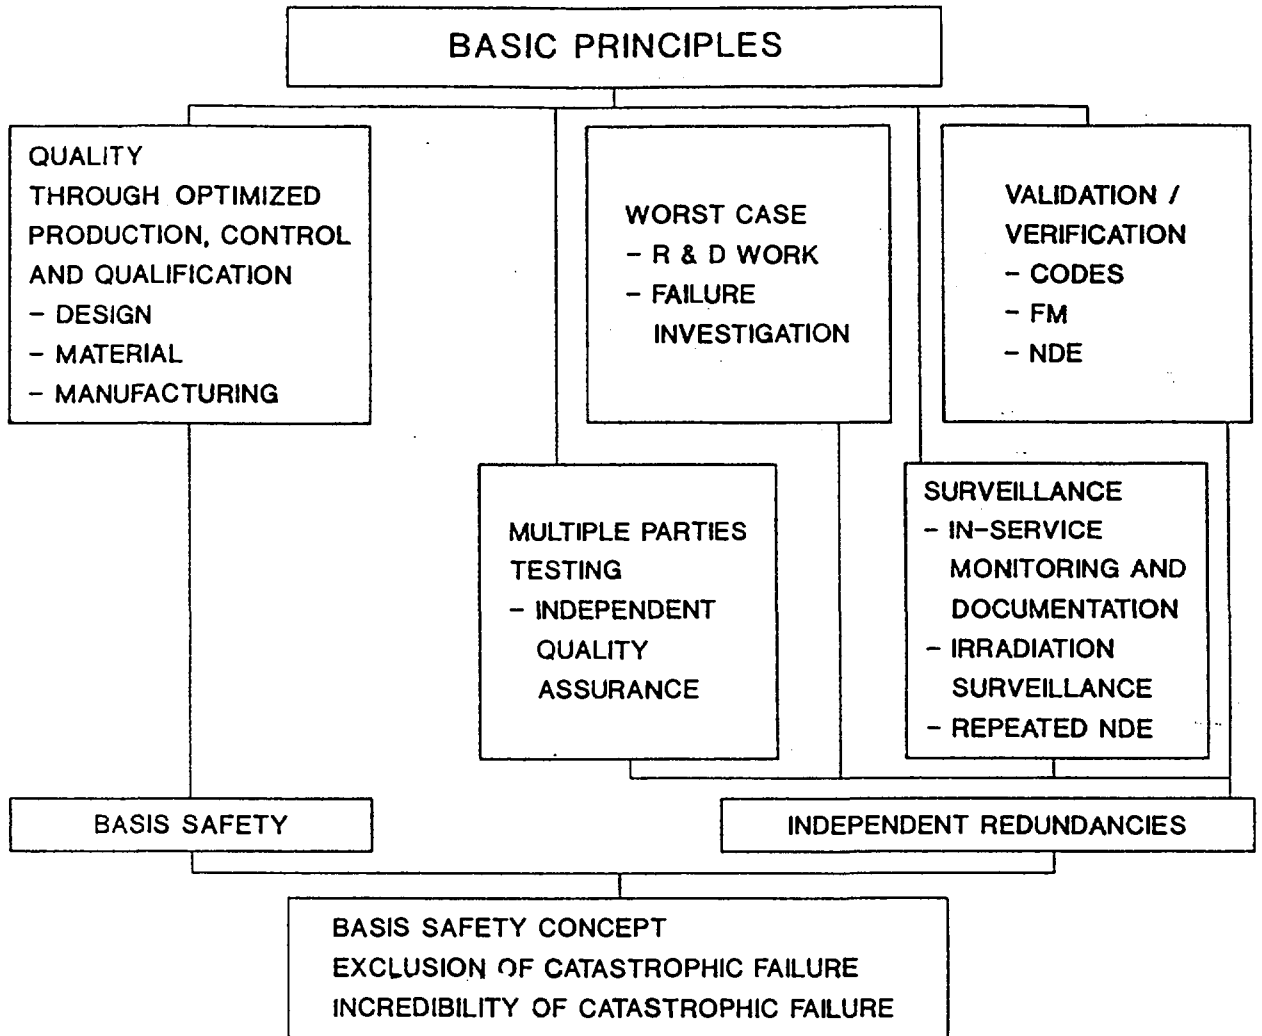 BASIC PRINCIPLES
QUALITY
THROUGH OPTIMIZED
PRODUCTION, CONTROL
AND QUALIFICATION
– DESIGN
– MATERIAL
– MANUFACTURING
WORST CASE
– R & D WORK
– FAILURE
INVESTIGATION
VALIDATION /
VERIFICATION
– CODES
– FM
– NDE
MULTIPLE PARTIES
TESTING
– INDEPENDENT
QUALITY
ASSURANCE
SURVEILLANCE
– IN-SERVICE
MONITORING AND
DOCUMENTATION
– IRRADIATION
SURVEILLANCE
– REPEATED NDE
BASIS SAFETY
INDEPENDENT REDUNDANCIES
BASIS SAFETY CONCEPT
EXCLUSION OF CATASTROPHIC FAILURE
INCREDIBILITY OF CATASTROPHIC FAILURE